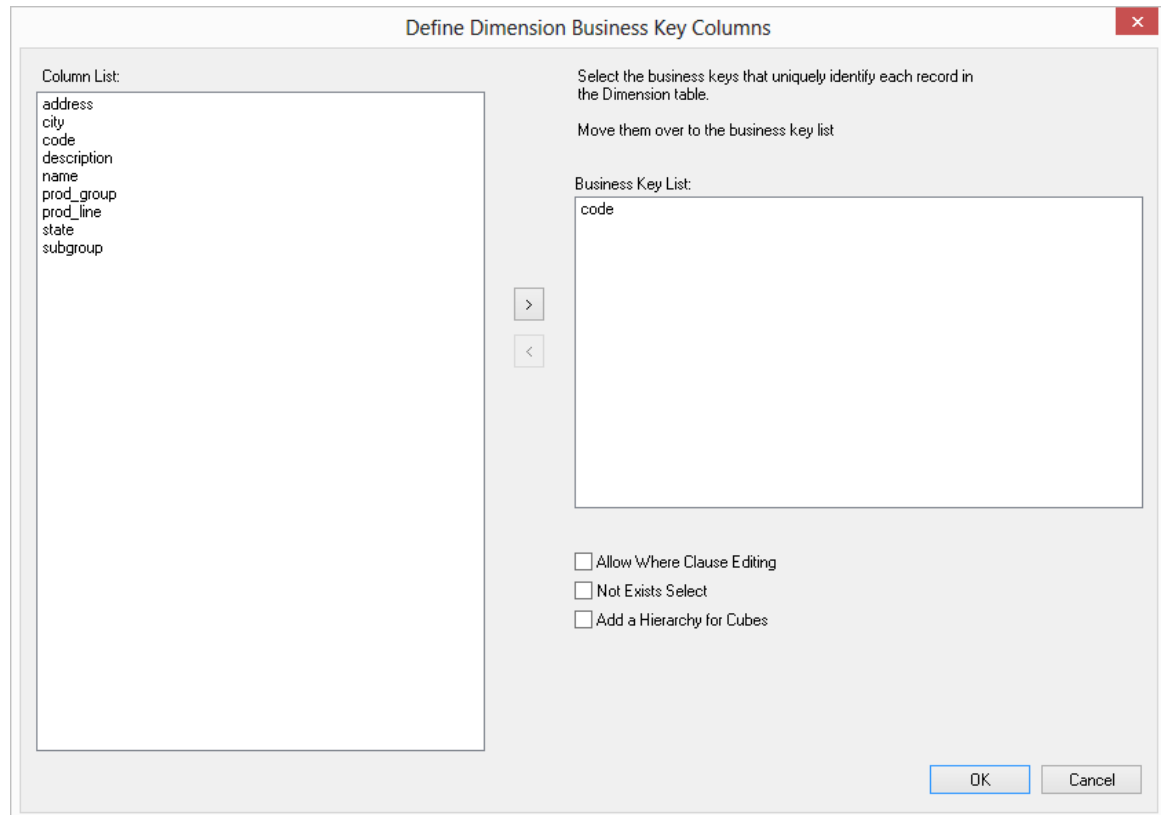 Define Dimension Business Key Columns
Column List:
address
city
code
description
name
prod_group
prod_line
state
subgroup
Select the business keys that uniquely identify each record in
the Dimension table.
Move them over to the business key list
Business Key List:
code
>
<
Allow Where Clause Editing
Not Exists Select
Add a Hierarchy for Cubes
OK
Cancel